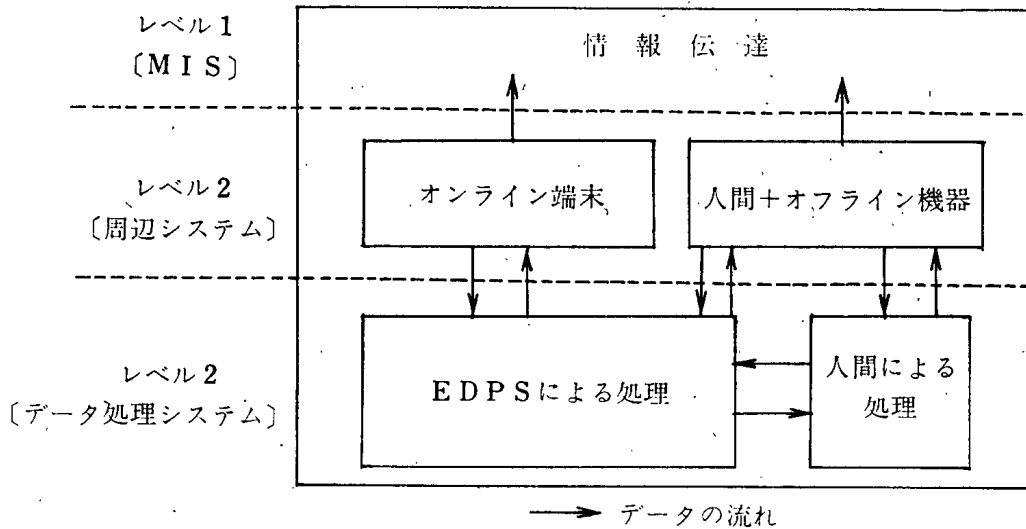 レベル1
〔MIS〕
情報伝達
レベル2
〔周辺システム〕
オンライン端末
人間+オフライン機器
レベル2
〔データ処理システム〕
EDPSによる処理
人間による
処理
データの流れ